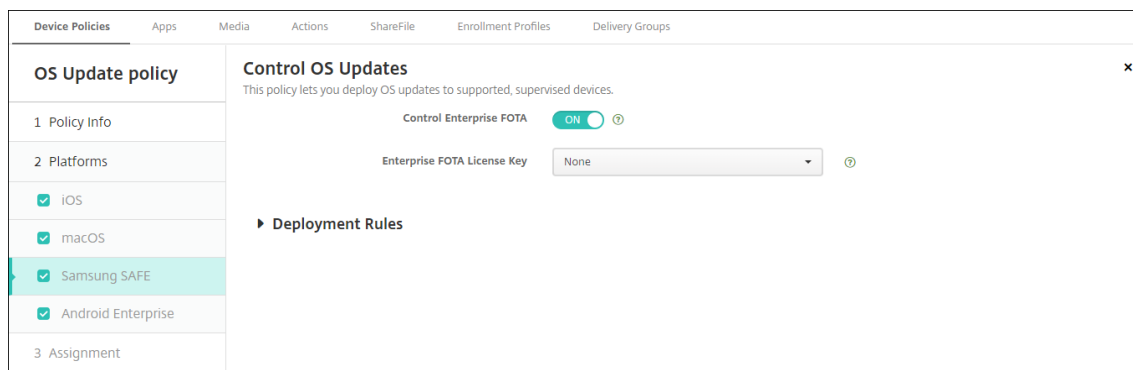 Device Policies Apps Media Actions ShareFile Enrollment Profiles Delivery Groups
OS Update policy
1 Policy Info
2 Platforms
iOS
macOS
Samsung SAFE
Android Enterprise
3 Assignment
Control OS Updates
This policy lets you deploy OS updates to supported, supervised devices.
Control Enterprise FOTA ON ?
Enterprise FOTA License Key None ?
Deployment Rules